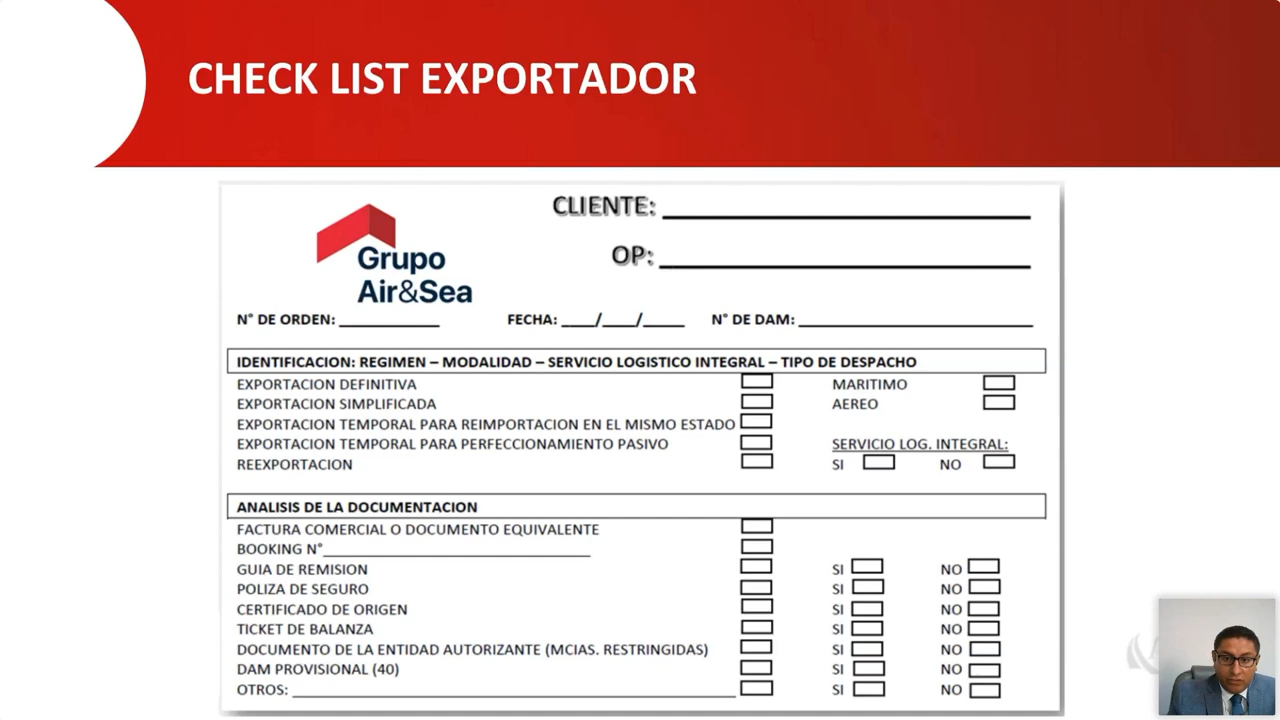 CHECK LIST EXPORTADOR
CLIENTE:
OP:
Grupo
Air&Sea
N° DE ORDEN: FECHA: / / N° DE DAM:
IDENTIFICACION: REGIMEN – MODALIDAD – SERVICIO LOGISTICO INTEGRAL – TIPO DE DESPACHO
EXPORTACION DEFINITIVA MARITIMO
EXPORTACION SIMPLIFICADA AEREO
EXPORTACION TEMPORAL PARA REIMPORTACION EN EL MISMO ESTADO
EXPORTACION TEMPORAL PARA PERFECCIONAMIENTO PASIVO SERVICIO LOG. INTEGRAL:
REEXPORTACION SI NO
ANALISIS DE LA DOCUMENTACION
FACTURA COMERCIAL O DOCUMENTO EQUIVALENTE
BOOKING N°
GUIA DE REMISION SI NO
POLIZA DE SEGURO SI NO
CERTIFICADO DE ORIGEN SI NO
TICKET DE BALANZA SI NO
DOCUMENTO DE LA ENTIDAD AUTORIZANTE (MCIAS. RESTRINGIDAS) SI NO
DAM PROVISIONAL (40) SI NO
OTROS: SI NO